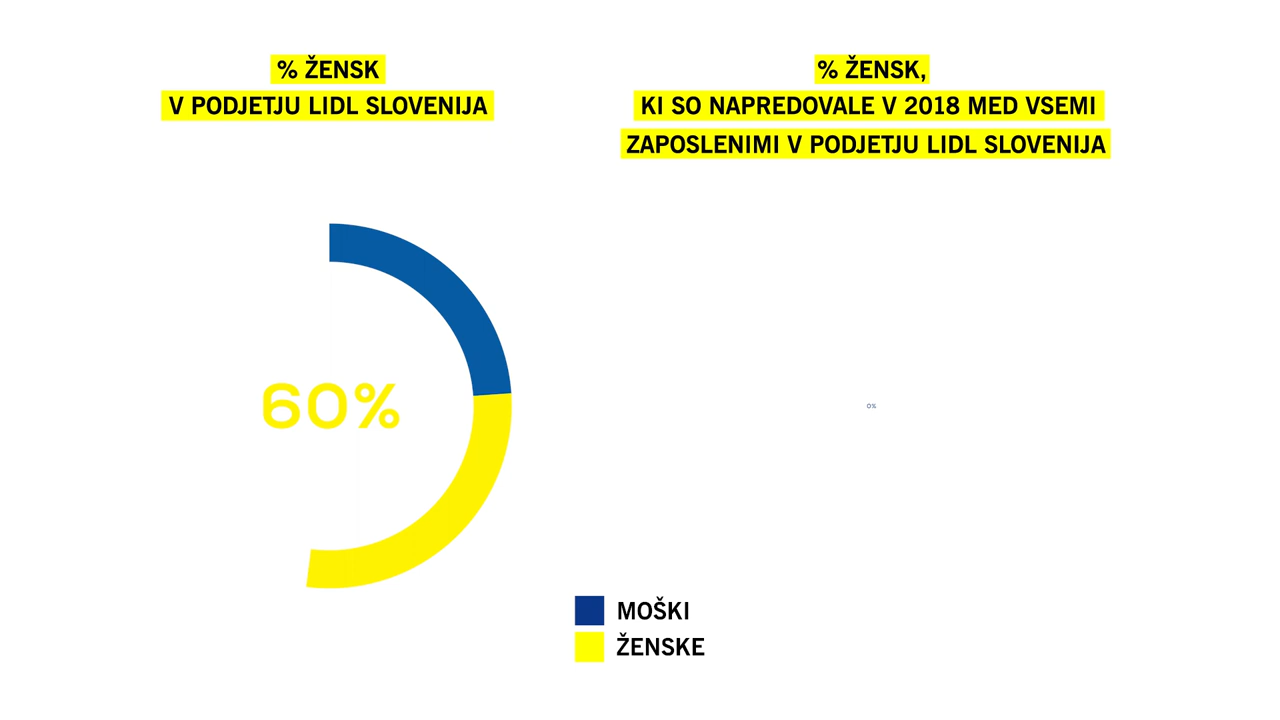 % ŽENSK
V PODJETJU LIDL SLOVENIJA
% ŽENSK,
KI SO NAPREDOVALE V 2018 MED VSEMI
ZAPOSLENIMI V PODJETJU LIDL SLOVENIJA
60%
0%
MOŠKI
ŽENSKE